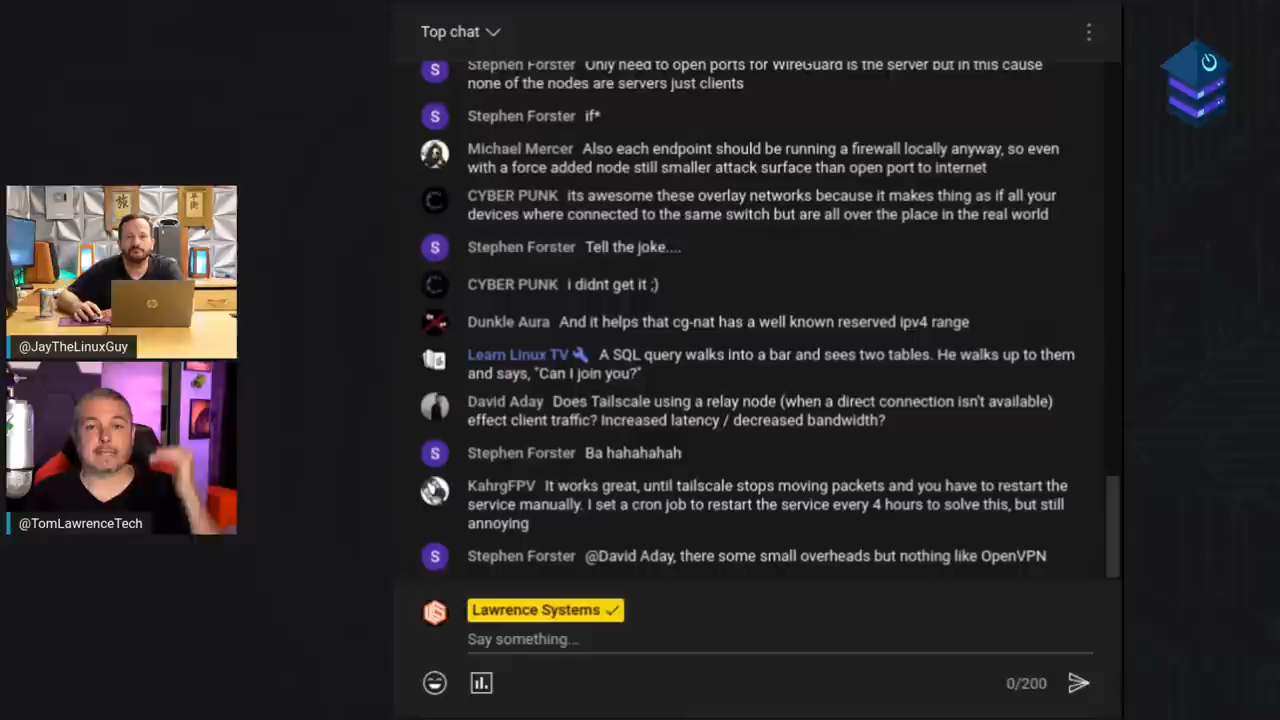 Top chat
Stephen Forster Only need to open ports for WireGuard is the server but in this cause
none of the nodes are servers just clients
Stephen Forster if*
Michael Mercer Also each endpoint should be running a firewall locally anyway, so even
with a force added node still smaller attack surface than open port to internet
CYBER PUNK its awesome these overlay networks because it makes thing as if all your
devices where connected to the same switch but are all over the place in the real world
Stephen Forster Tell the joke....
CYBER PUNK i didnt get it ;)
Dunkle Aura And it helps that cg-nat has a well known reserved ipv4 range
Learn Linux TV A SQL query walks into a bar and sees two tables. He walks up to them
and says, "Can I join you?"
David Aday Does Tailscale using a relay node (when a direct connection isn't available)
effect client traffic? Increased latency / decreased bandwidth?
Stephen Forster Ba hahahahah
KahrgFPV It works great, until tailscale stops moving packets and you have to restart the
service manually. I set a cron job to restart the service every 4 hours to solve this, but still
annoying
Stephen Forster @David Aday, there some small overheads but nothing like OpenVPN
Lawrence Systems
Say something...
0/200
@JayTheLinuxGuy
@TomLawrenceTech